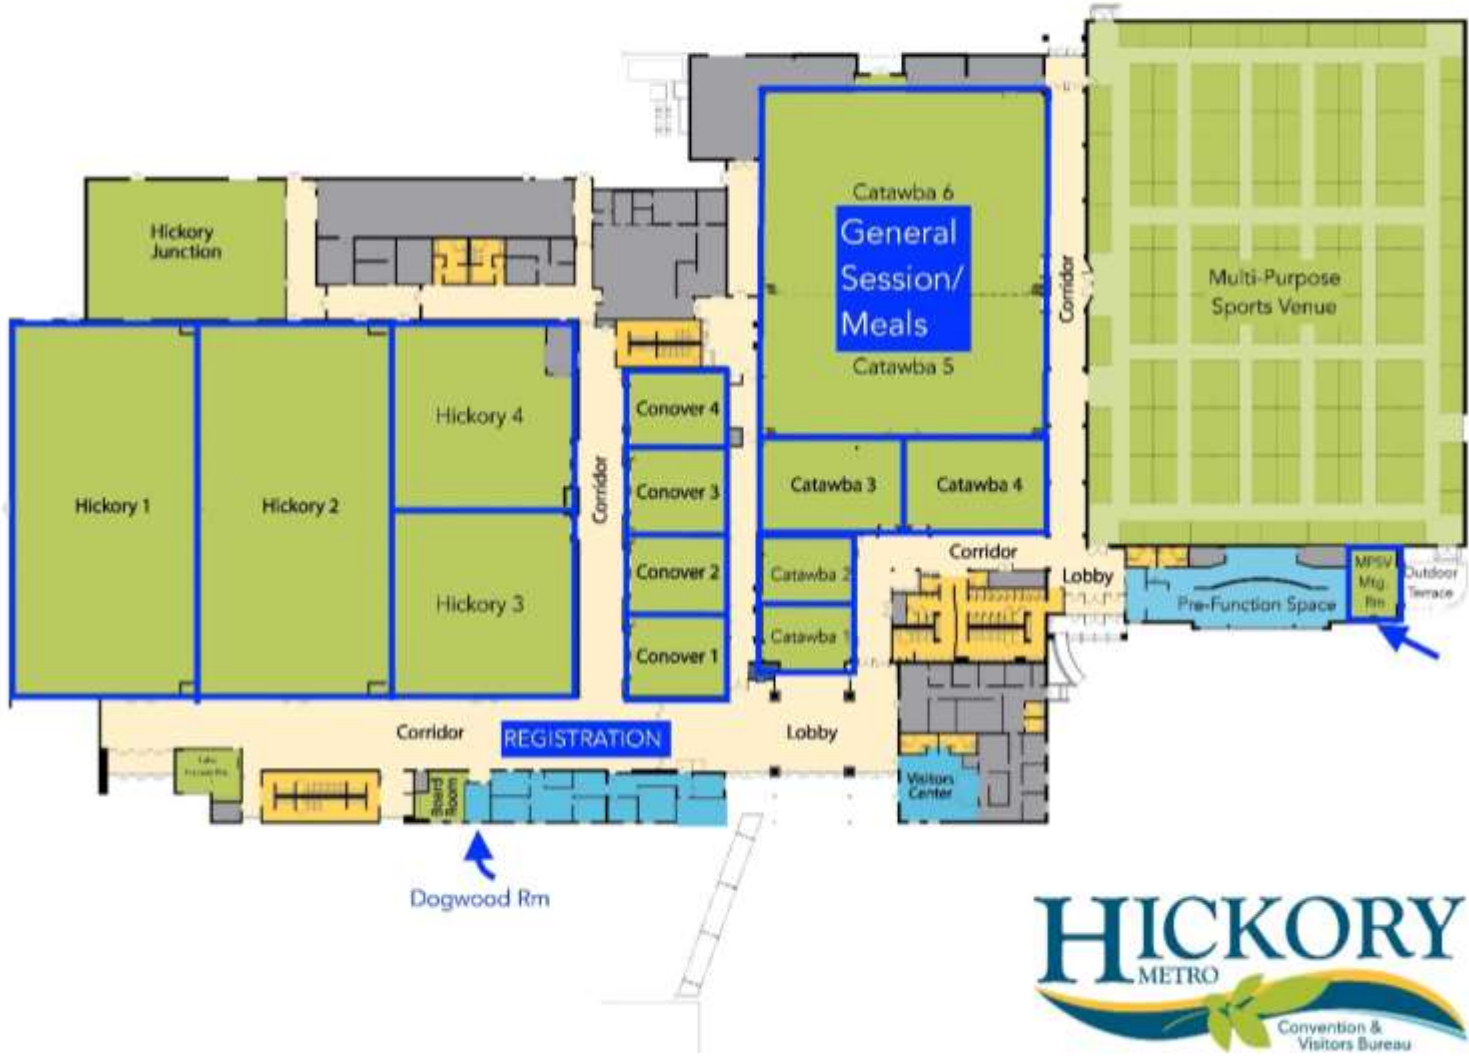 Catawba 6
General
Session/
Meals
Catawba 5
Hickory
Junction
Corridor
Multi-Purpose
Sports Venue
Hickory 1
Hickory 2
Hickory 4
Hickory 3
Corridor
Conover 4
Conover 3
Conover 2
Conover 1
Catawba 3
Catawba 4
Catawba 2
Catawba 1
Corridor
Lobby
Pre-Function Space
MPSV
Mtg.
Rm
Outdoor
Terrace
Corridor
REGISTRATION
Lobby
Board
Room
Visitors
Center
Dogwood Rm
HICKORY
METRO
Convention &
Visitors Bureau